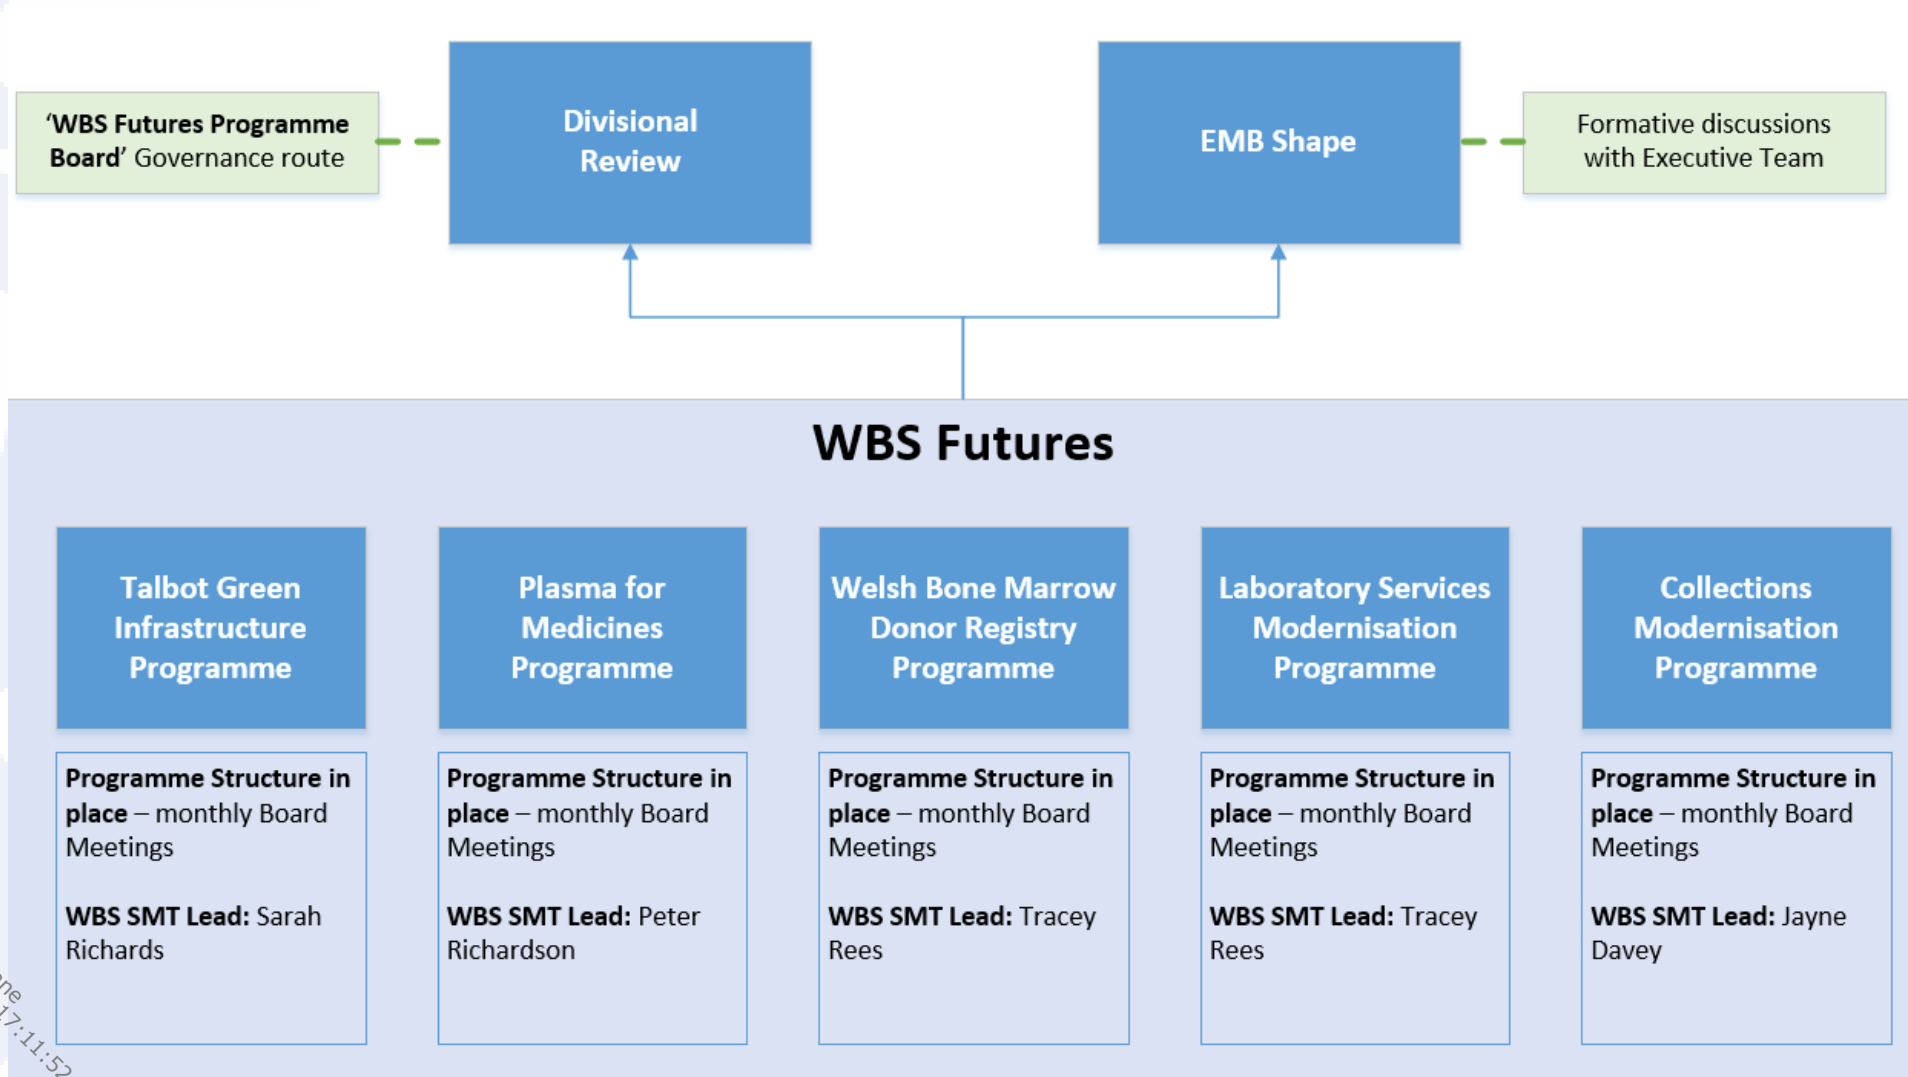 ‘WBS Futures Programme
Board’ Governance route
Divisional
Review
EMB Shape
Formative discussions
with Executive Team
WBS Futures
Talbot Green
Infrastructure
Programme
Plasma for
Medicines
Programme
Welsh Bone Marrow
Donor Registry
Programme
Laboratory Services
Modernisation
Programme
Collections
Modernisation
Programme
Programme Structure in
place – monthly Board
Meetings
WBS SMT Lead: Sarah
Richards
Programme Structure in
place – monthly Board
Meetings
WBS SMT Lead: Peter
Richardson
Programme Structure in
place – monthly Board
Meetings
WBS SMT Lead: Tracey
Rees
Programme Structure in
place – monthly Board
Meetings
WBS SMT Lead: Tracey
Rees
Programme Structure in
place – monthly Board
Meetings
WBS SMT Lead: Jayne
Davey
17:11:52